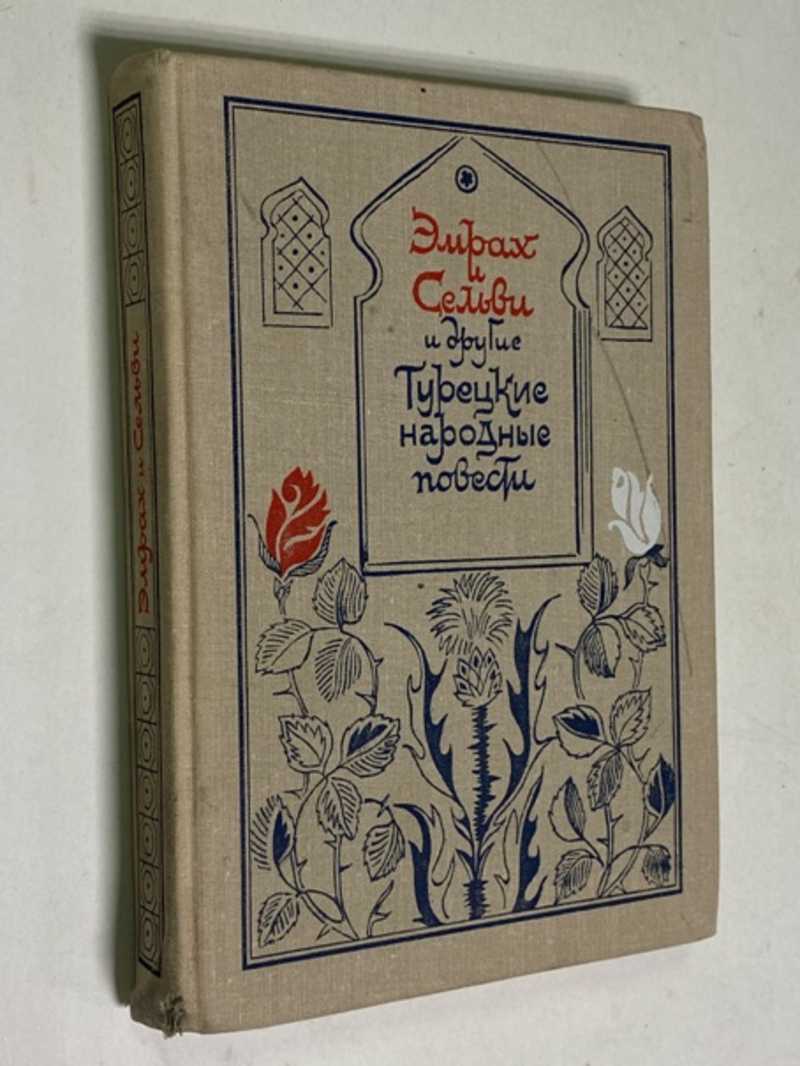 Эмрах
и
Сельви
и другие
Турецкие
народные
повести
Эмрах и Сельви